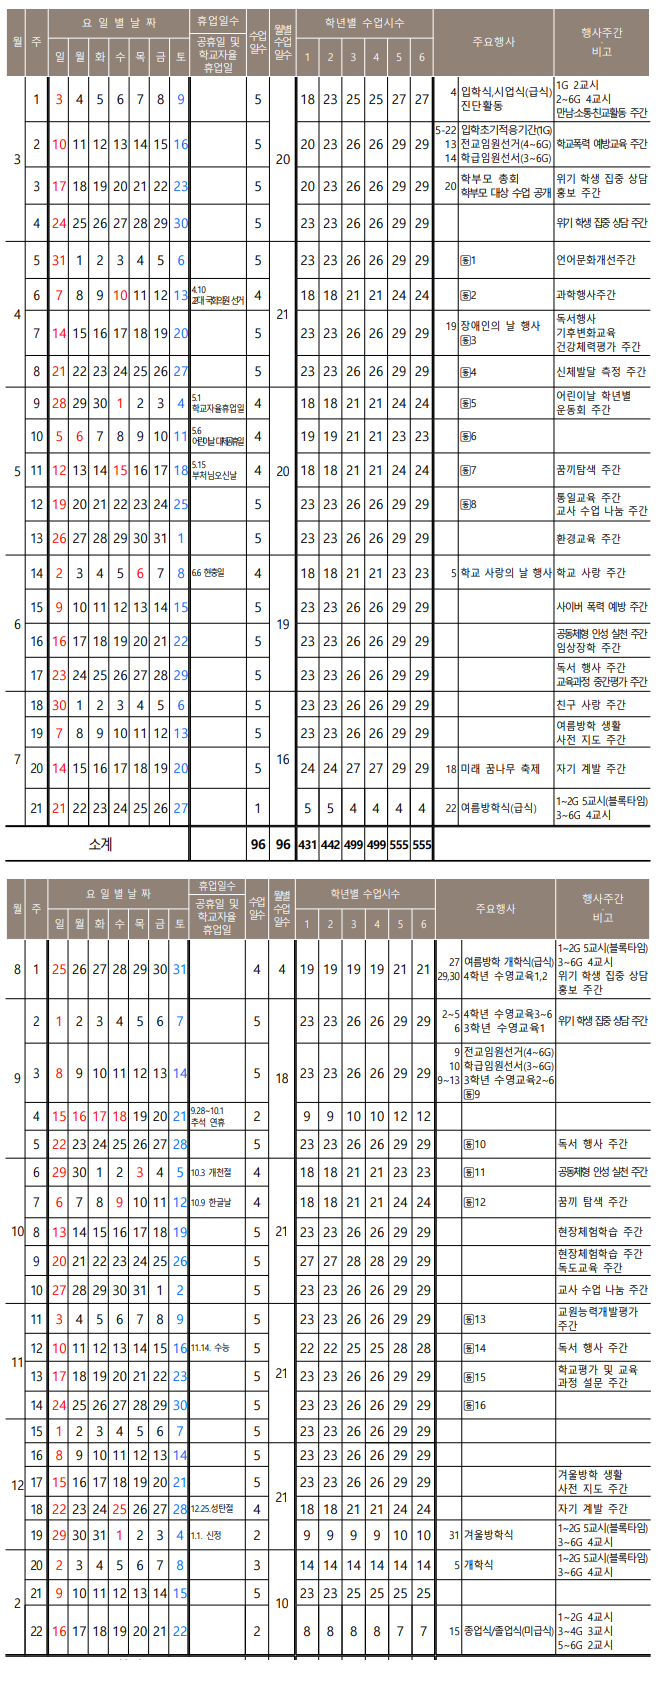 월 주 요 일 별 날 짜 휴업일수 수업일수 월별수업일수 학년별 수업시수 주요행사 행사주간
일 월 화 수 목 금 토 공휴일 및 학교자율 휴업일 1 2 3 4 5 6 비고
3 1 3 4 5 6 7 8 9 5 20 18 23 25 25 27 27 4 입학식,시업식(급식) 1G 2교시
진단활동 2~6G 4교시
만남소통친교활동 주간
2 10 11 12 13 14 15 16 5 20 23 26 26 29 29 5-22 입학초기적응기간(1G) 학교폭력 예방교육 주간
13 전교임원선거(4~6G)
14 학급임원선서(3~6G)
3 17 18 19 20 21 22 23 5 20 23 26 26 29 29 20 학부모 총회 위기 학생 집중 상담
학부모 대상 수업 공개 홍보 주간
4 24 25 26 27 28 29 30 5 23 23 26 26 29 29 위기 학생 집중 상담 주간
4 5 31 1 2 3 4 5 6 5 21 23 23 26 26 29 29 동1 언어문화개선주간
6 7 8 9 10 11 12 13 4.10 4 18 18 21 21 24 24 동2 과학행사주간
22대 국회의원 선거
7 14 15 16 17 18 19 20 5 23 23 26 26 29 29 19 장애인의 날 행사 독서행사
동3 기후변화교육
건강체력평가 주간
8 21 22 23 24 25 26 27 5 23 23 26 26 29 29 동4 신체발달 측정 주간
5 9 28 29 30 1 2 3 4 5.1 4 20 18 18 21 21 24 24 동5 어린이날 학년별
학교자율휴업일 운동회 주간
10 5 6 7 8 9 10 11 5.6 4 19 19 21 21 23 23 동6
어린이날 대체공휴일
11 12 13 14 15 16 17 18 5.15 4 18 18 21 21 24 24 동7 꿈끼탐색 주간
부처님오신날
12 19 20 21 22 23 24 25 5 23 23 26 26 29 29 동8 통일교육 주간
교사 수업 나눔 주간
13 26 27 28 29 30 31 1 5 23 23 26 26 29 29 환경교육 주간
6 14 2 3 4 5 6 7 8 6.6 현충일 4 19 18 18 21 21 23 23 5 학교 사랑의 날 행사 학교 사랑 주간
15 9 10 11 12 13 14 15 5 23 23 26 26 29 29 사이버 폭력 예방 주간
16 16 17 18 19 20 21 22 5 23 23 26 26 29 29 공동체형 인성 실천 주간
임상장학 주간
17 23 24 25 26 27 28 29 5 23 23 26 26 29 29 독서 행사 주간
교육과정 중간평가 주간
7 18 30 1 2 3 4 5 6 5 16 23 23 26 26 29 29 친구 사랑 주간
19 7 8 9 10 11 12 13 5 23 23 26 26 29 29 여름방학 생활
사전 지도 주간
20 14 15 16 17 18 19 20 5 24 24 27 27 29 29 18 미래 꿈나무 축제 자기 계발 주간
21 21 22 23 24 25 26 27 1 5 5 4 4 4 4 22 여름방학식(급식) 1~2G 5교시(블록타임)
3~6G 4교시
소계 96 96 431 442 499 499 555 555
월 주 요 일 별 날 짜 휴업일수 수업일수 월별수업일수 학년별 수업시수 주요행사 행사주간
일 월 화 수 목 금 토 공휴일 및 학교자율 휴업일 1 2 3 4 5 6 비고
8 1 25 26 27 28 29 30 31 4 4 19 19 19 19 21 21 27 여름방학 개학식(급식) 1~2G 5교시(블록타임)
29,30 4학년 수영교육1,2 3~6G 4교시
위기 학생 집중 상담
홍보 주간
9 2 1 2 3 4 5 6 7 5 18 23 23 26 26 29 29 2~5 4학년 수영교육3~6 위기 학생 집중 상담 주간
6 3학년 수영교육1
3 8 9 10 11 12 13 14 5 23 23 26 26 29 29 9 전교임원선거(4~6G)
10 학급임원선서(3~6G)
9~13 3학년 수영교육2~6
동9
4 15 16 17 18 19 20 21 9.28~10.1 2 9 9 10 10 12 12
추석 연휴
5 22 23 24 25 26 27 28 5 23 23 26 26 29 29 동10 독서 행사 주간
10 6 29 30 1 2 3 4 5 10.3 개천절 4 21 18 18 21 21 23 23 동11 공동체형 인성 실천 주간
7 6 7 8 9 10 11 12 10.9 한글날 4 18 18 21 21 24 24 동12 꿈끼 탐색 주간
8 13 14 15 16 17 18 19 5 23 23 26 26 29 29 현장체험학습 주간
9 20 21 22 23 24 25 26 5 27 27 28 28 29 29 현장체험학습 주간
독도교육 주간
10 27 28 29 30 31 1 2 5 23 23 26 26 29 29 교사 수업 나눔 주간
11 11 3 4 5 6 7 8 9 5 21 23 23 26 26 29 29 동13 교원능력개발평가
주간
12 10 11 12 13 14 15 16 11.14. 수능 5 22 22 25 25 28 28 동14 독서 행사 주간
13 17 18 19 20 21 22 23 5 23 23 26 26 29 29 동15 학교평가 및 교육
과정 설문 주간
14 24 25 26 27 28 29 30 5 23 23 26 26 29 29 동16
12 15 1 2 3 4 5 6 7 5 21 23 23 26 26 29 29
16 8 9 10 11 12 13 14 5 23 23 26 26 29 29
17 15 16 17 18 19 20 21 5 23 23 26 26 29 29 겨울방학 생활
사전 지도 주간
18 22 23 24 25 26 27 28 12.25.성탄절 4 18 18 21 21 24 24 자기 계발 주간
19 29 30 31 1 2 3 4 1.1. 신정 2 9 9 9 9 10 10 31 겨울방학식 1~2G 5교시(블록타임)
3~6G 4교시
2 20 2 3 4 5 6 7 8 3 10 14 14 14 14 14 14 5 개학식 1~2G 5교시(블록타임)
3~6G 4교시
21 9 10 11 12 13 14 15 5 23 23 25 25 25 25
22 16 17 18 19 20 21 22 2 8 8 8 8 7 7 15 종업식/졸업식(미급식) 1~2G 4교시
3~4G 3교시
5~6G 2교시